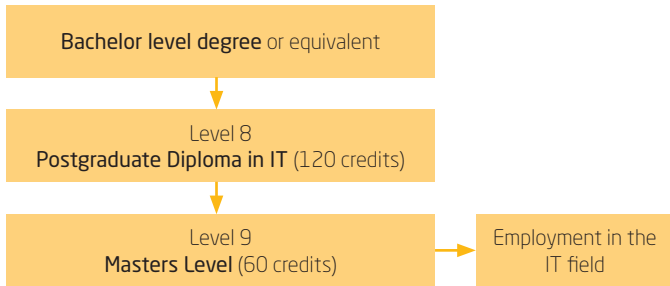 Bachelor level degree or equivalent
Level 8
Postgraduate Diploma in IT (120 credits)
Level 9
Masters Level (60 credits)
Employment in the
IT field